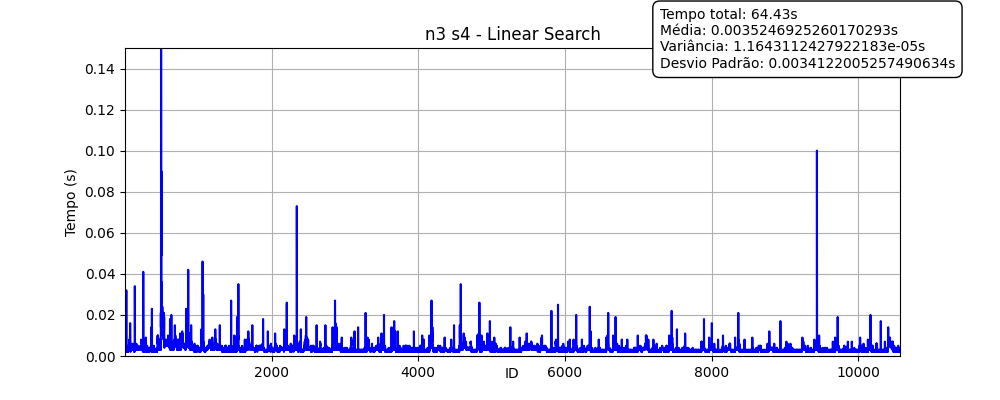 n3 s4 - Linear Search
Tempo total: 64.43s
Média: 0.0035246925260170293s
Variância: 1.1643112427922183e-05s
Desvio Padrão: 0.0034122005257490634s
0.14
0.12
0.10
0.08
0.06
0.04
0.02
0.00
Tempo (s)
2000
4000
6000
8000
10000
ID